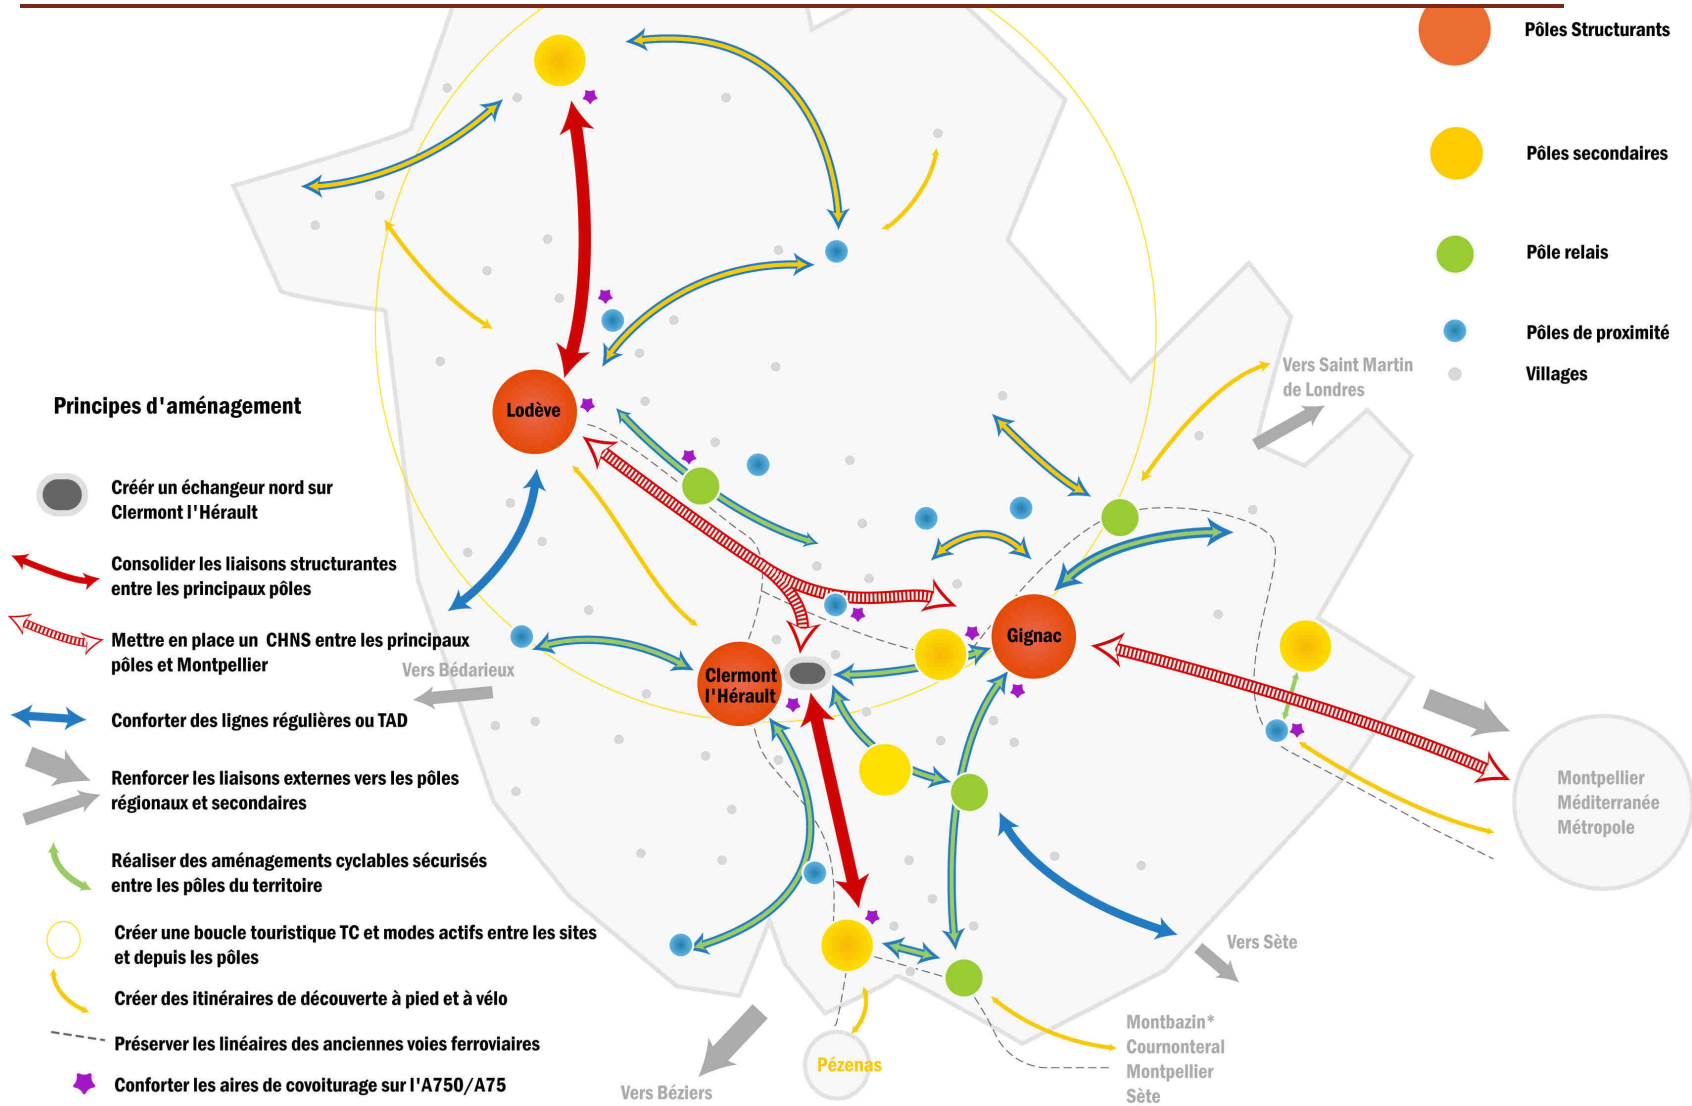 Pôles Structurants
Pôles secondaires
Pôle relais
Pôles de proximité
Villages
Vers Saint Martin
de Londres
Lodève
Gignac
Clermont
l'Hérault
Vers Bédarieux
Montpellier
Méditerranée
Métropole
Vers Sète
Montbazin*
Cournonteral
Montpellier
Sète
Pézenas
Vers Béziers
Principes d'aménagement
Créér un échangeur nord sur
Clermont l'Hérault
Consolider les liaisons structurantes
entre les principaux pôles
Mettre en place un CHNS entre les principaux
pôles et Montpellier
Conforter des lignes régulières ou TAD
Renforcer les liaisons externes vers les pôles
régionaux et secondaires
Réaliser des aménagements cyclables sécurisés
entre les pôles du territoire
Créer une boucle touristique TC et modes actifs entre les sites
et depuis les pôles
Créer des itinéraires de découverte à pied et à vélo
Préserver les linéaires des anciennes voies ferroviaires
Conforter les aires de covoiturage sur l'A750/A75